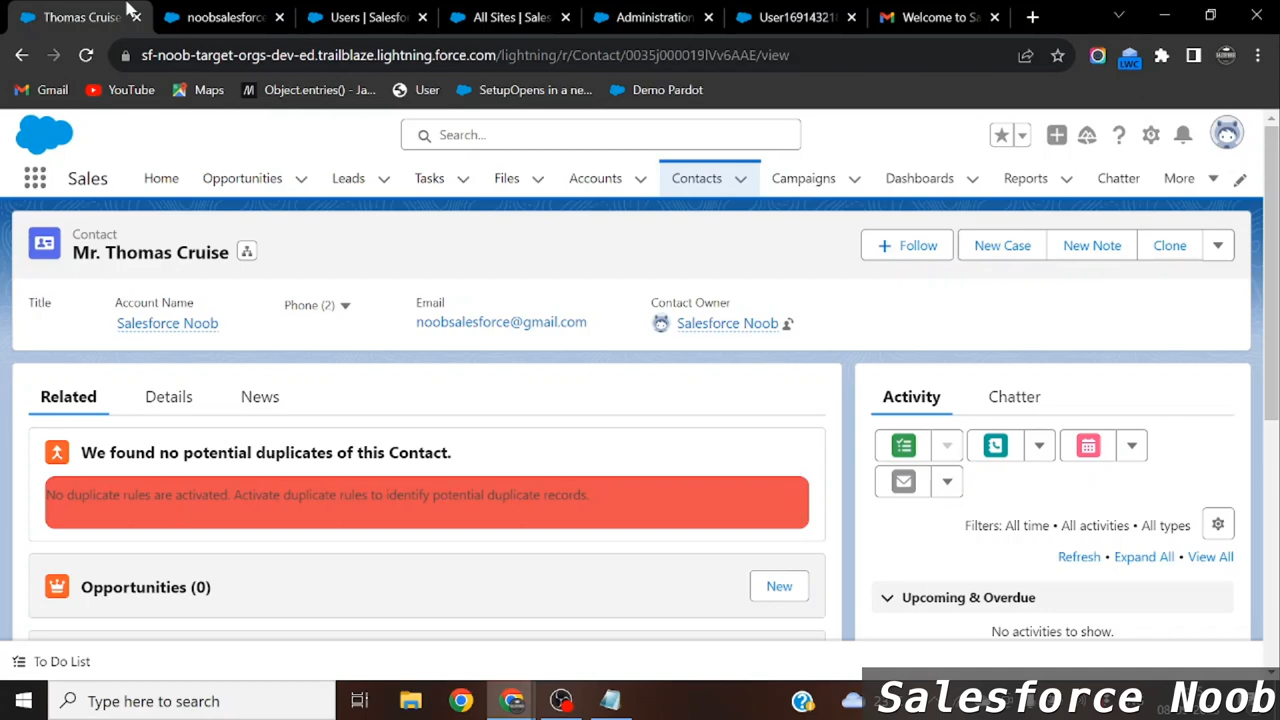 Thomas Cruise
noobsalesforce
Users | Salesfo
All Sites | Sales
Administration
User16914321
Welcome to Sa
sf-noob-target-orgs-dev-ed.trailblaze.lightning.force.com/lightning/r/Contact/0035j000019lVv6AAE/view
Gmail
YouTube
Maps
Object.entries() - Ja...
User
SetupOpens in a ne...
Demo Pardot
LWC
Search...
Sales
Home
Opportunities
Leads
Tasks
Files
Accounts
Contacts
Campaigns
Dashboards
Reports
Chatter
More
Contact
Mr. Thomas Cruise
Follow
New Case
New Note
Clone
Title
Account Name
Salesforce Noob
Phone (2)
Email
noobsalesforce@gmail.com
Contact Owner
Salesforce Noob
Related
Details
News
We found no potential duplicates of this Contact.
No duplicate rules are activated. Activate duplicate rules to identify potential duplicate records.
Opportunities (0)
New
Activity
Chatter
Filters: All time • All activities • All types
Refresh • Expand All • View All
Upcoming & Overdue
No activities to show.
To Do List
Type here to search
Salesforce Noob